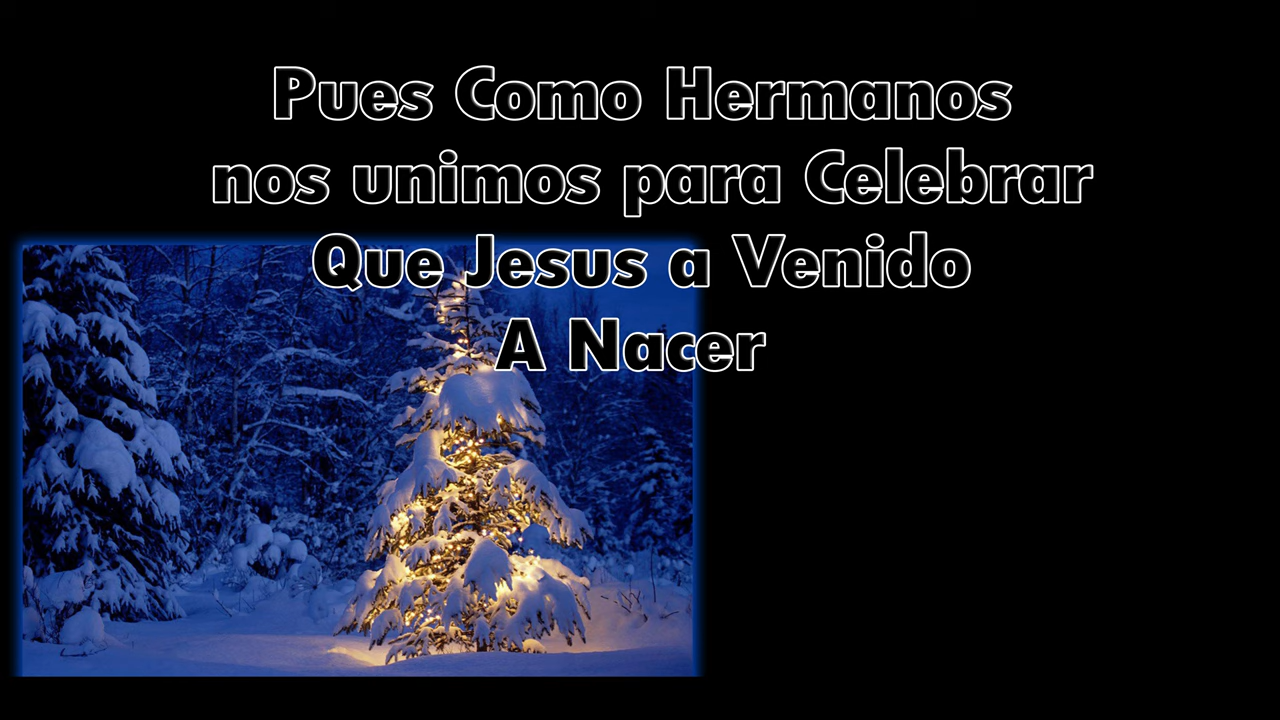 Pues Como Hermanos
nos unimos para Celebrar
Que Jesus a Venido
A Nacer